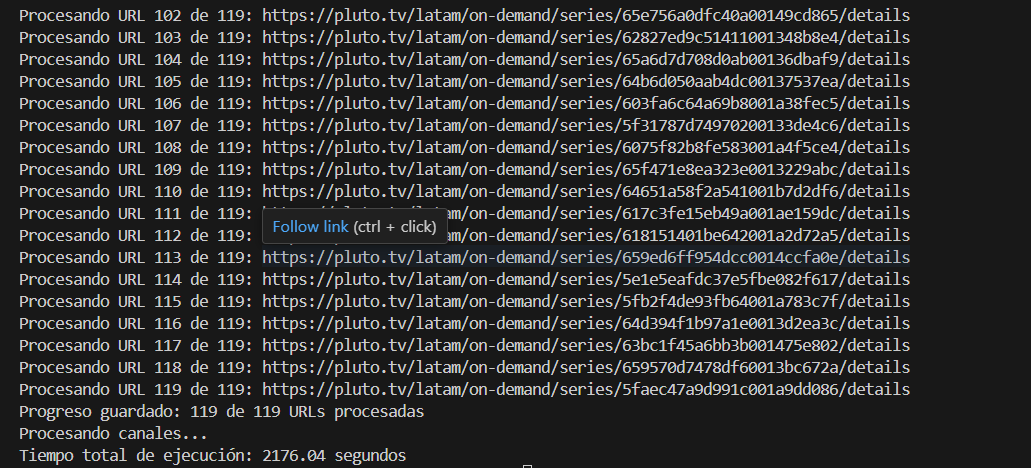 Procesando URL 102 de 119: https://pluto.tv/latam/on-demand/series/65e756a0dfc40a00149cd865/details
Procesando URL 103 de 119: https://pluto.tv/latam/on-demand/series/62827ed9c51411001348b8e4/details
Procesando URL 104 de 119: https://pluto.tv/latam/on-demand/series/65a6d7d708d0ab00136dbaf9/details
Procesando URL 105 de 119: https://pluto.tv/latam/on-demand/series/64b6d050aab4dc00137537ea/details
Procesando URL 106 de 119: https://pluto.tv/latam/on-demand/series/603fa6c64a69b8001a38fec5/details
Procesando URL 107 de 119: https://pluto.tv/latam/on-demand/series/5f31787d74970200133de4c6/details
Procesando URL 108 de 119: https://pluto.tv/latam/on-demand/series/6075f82b8fe583001a4f5ce4/details
Procesando URL 109 de 119: https://pluto.tv/latam/on-demand/series/65f471e8ea323e0013229abc/details
Procesando URL 110 de 119: https://pluto.tv/latam/on-demand/series/64651a58f2a541001b7d2df6/details
Procesando URL 111 de 119: https://pluto.tv/latam/on-demand/series/617c3fe15eb49a001ae159dc/details
Follow link (ctrl + click)
Procesando URL 112 de 119: https://pluto.tv/latam/on-demand/series/618151401be642001a2d72a5/details
Procesando URL 113 de 119: https://pluto.tv/latam/on-demand/series/659ed6ff954dcc0014ccfa0e/details
Procesando URL 114 de 119: https://pluto.tv/latam/on-demand/series/5e1e5eafdc37e5fbe082f617/details
Procesando URL 115 de 119: https://pluto.tv/latam/on-demand/series/5fb2f4de93fb64001a783c7f/details
Procesando URL 116 de 119: https://pluto.tv/latam/on-demand/series/64d394f1b97a1e0013d2ea3c/details
Procesando URL 117 de 119: https://pluto.tv/latam/on-demand/series/63bc1f45a6bb3b001475e802/details
Procesando URL 118 de 119: https://pluto.tv/latam/on-demand/series/659570d7478df60013bc672a/details
Procesando URL 119 de 119: https://pluto.tv/latam/on-demand/series/5faec47a9d991c001a9dd086/details
Progreso guardado: 119 de 119 URLs procesadas
Procesando canales...
Tiempo total de ejecución: 2176.04 segundos